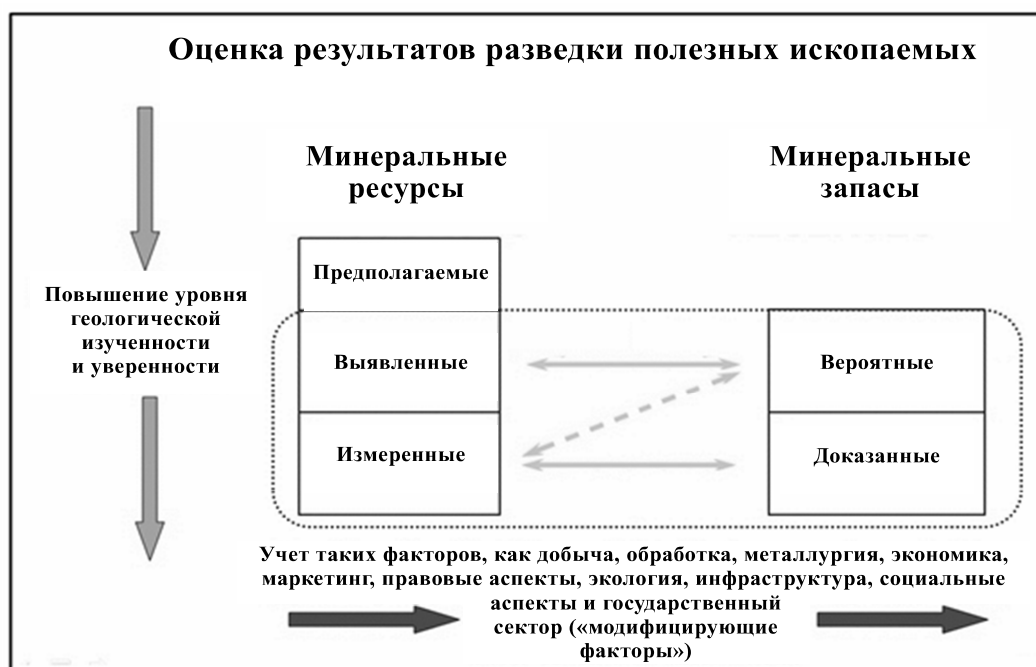 Оценка результатов разведки полезных ископаемых
Минеральные
ресурсы
Минеральные
запасы
Предполагаемые
Повышение уровня
геологической
изученности
и уверенности
Выявленные
Вероятные
Измеренные
Доказанные
Учет таких факторов, как добыча, обработка, металлургия, экономика,
маркетинг, правовые аспекты, экология, инфраструктура, социальные
аспекты и государственный
сектор («модифицирующие
факторы»)